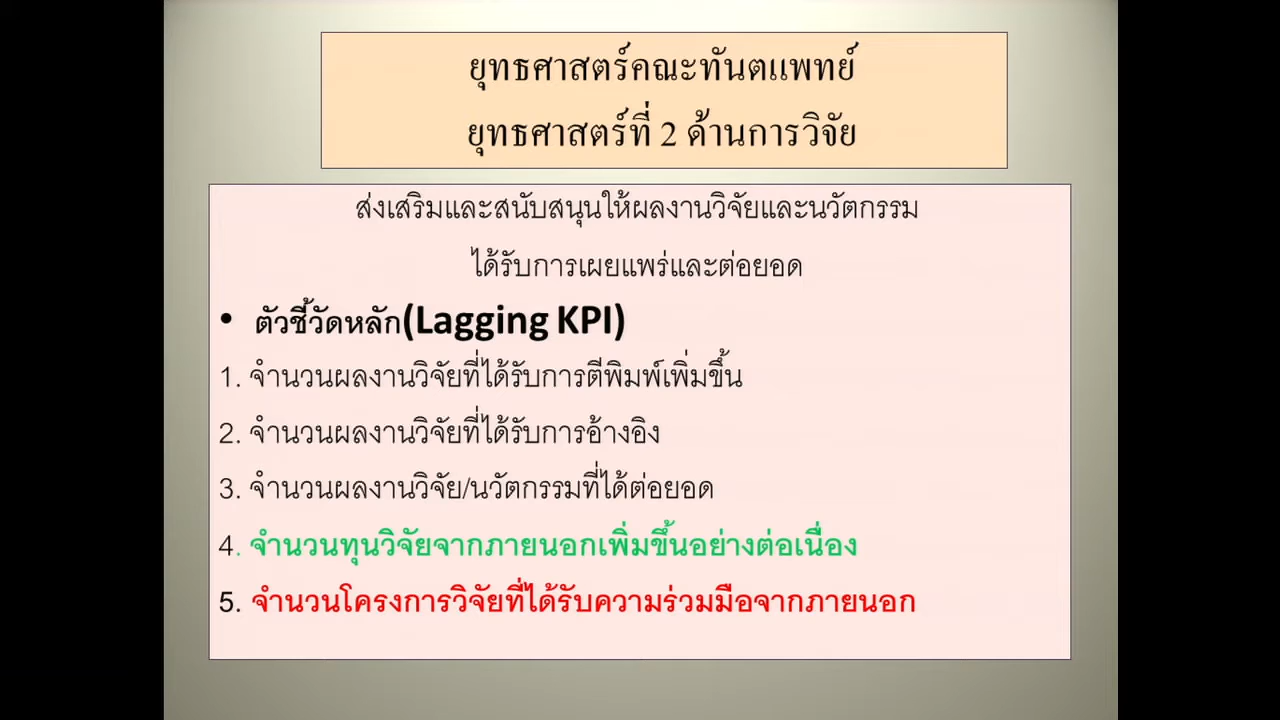 ยุทธศาสตร์คณะทันตแพทย์
ยุทธศาสตร์ที่ 2 ด้านการวิจัย
ส่งเสริมและสนับสนุนให้ผลงานวิจัยและนวัตกรรม
ได้รับการเผยแพร่และต่อยอด
• ตัวชี้วัดหลัก(Lagging KPI)
1. จำนวนผลงานวิจัยที่ได้รับการตีพิมพ์เพิ่มขึ้น
2. จำนวนผลงานวิจัยที่ได้รับการอ้างอิง
3. จำนวนผลงานวิจัย/นวัตกรรมที่ได้ต่อยอด
4. จำนวนทุนวิจัยจากภายนอกเพิ่มขึ้นอย่างต่อเนื่อง
5. จำนวนโครงการวิจัยที่ได้รับความร่วมมือจากภายนอก